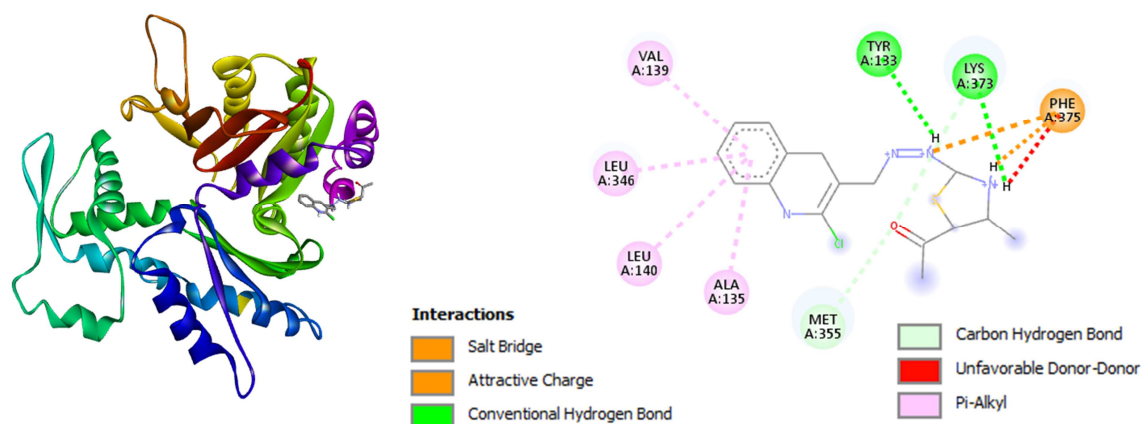 VAL
A:139
TYR
A:133
LYS
A:373
PHE
A:375
LEU
A:346
LEU
A:140
ALA
A:135
MET
A:355
H
N
N
H
N
H
S
N
O
Cl
Interactions
Salt Bridge
Attractive Charge
Conventional Hydrogen Bond
Carbon Hydrogen Bond
Unfavorable Donor-Donor
Pi-Alkyl